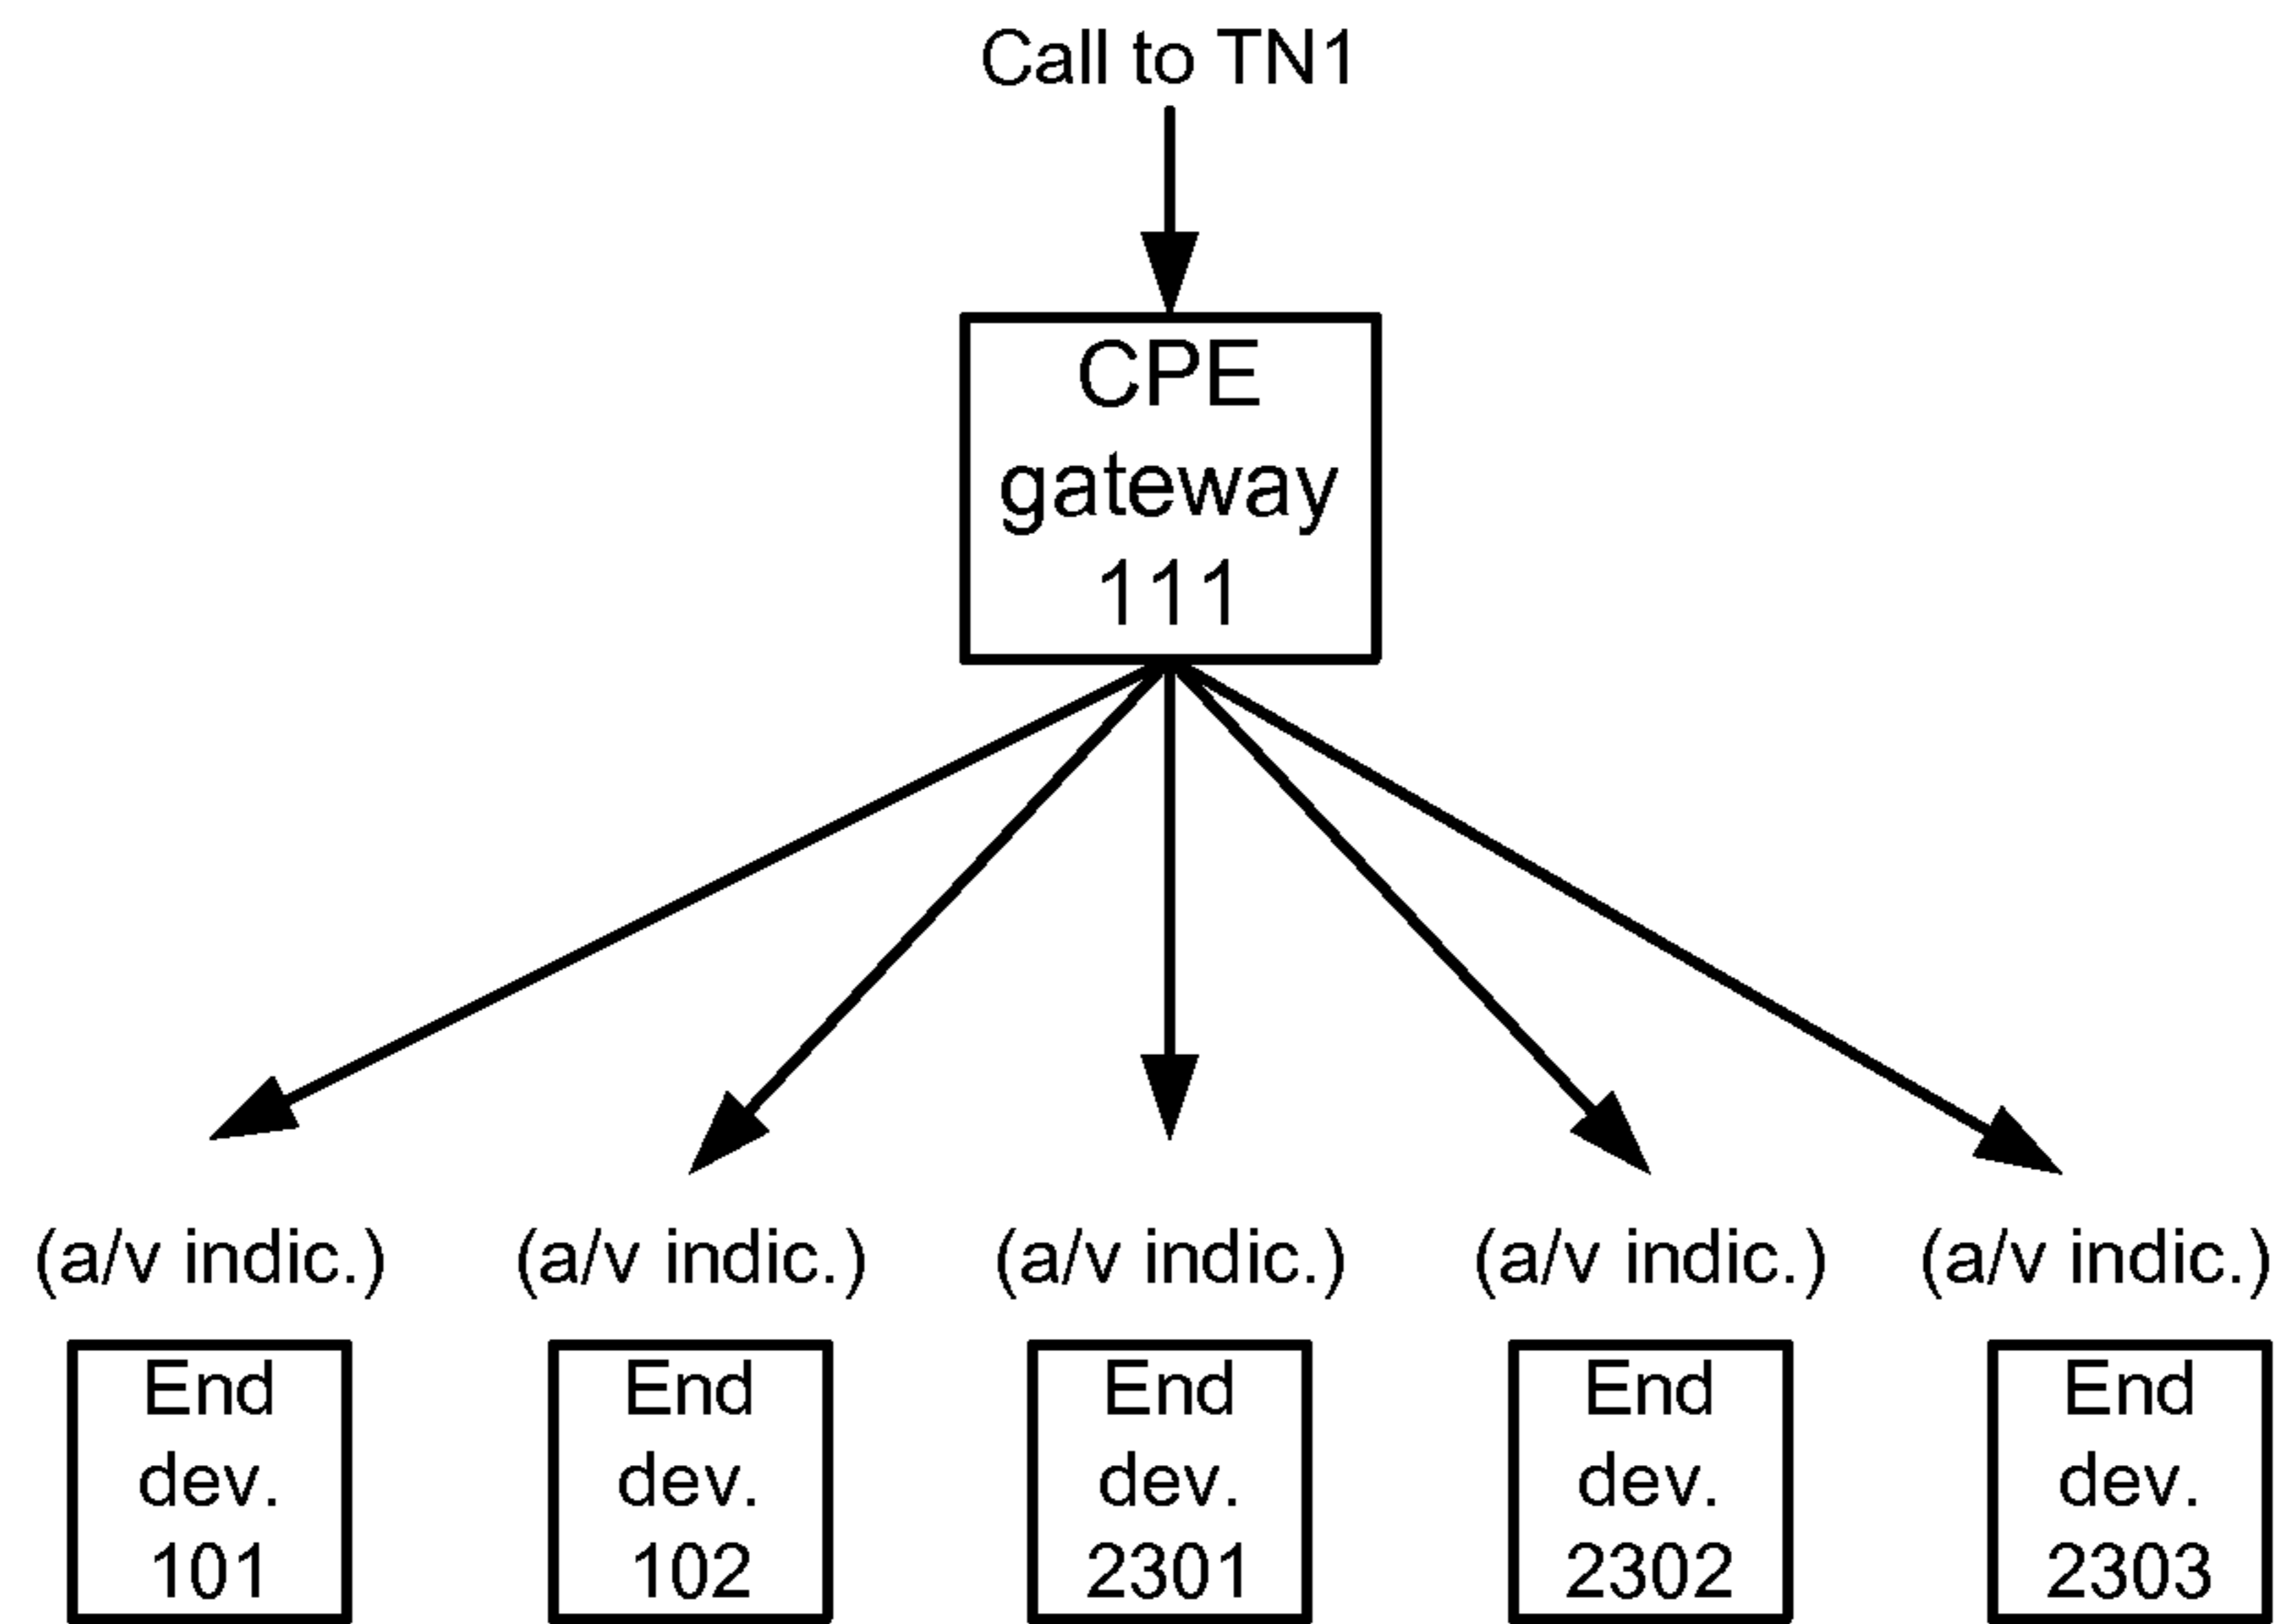 Call to TN1
CPE
gateway
111
(a/v indic.) (a/v indic.) (a/v indic.) (a/v indic.) (a/v indic.)
End
dev.
101
End
dev.
102
End
dev.
2301
End
dev.
2302
End
dev.
2303